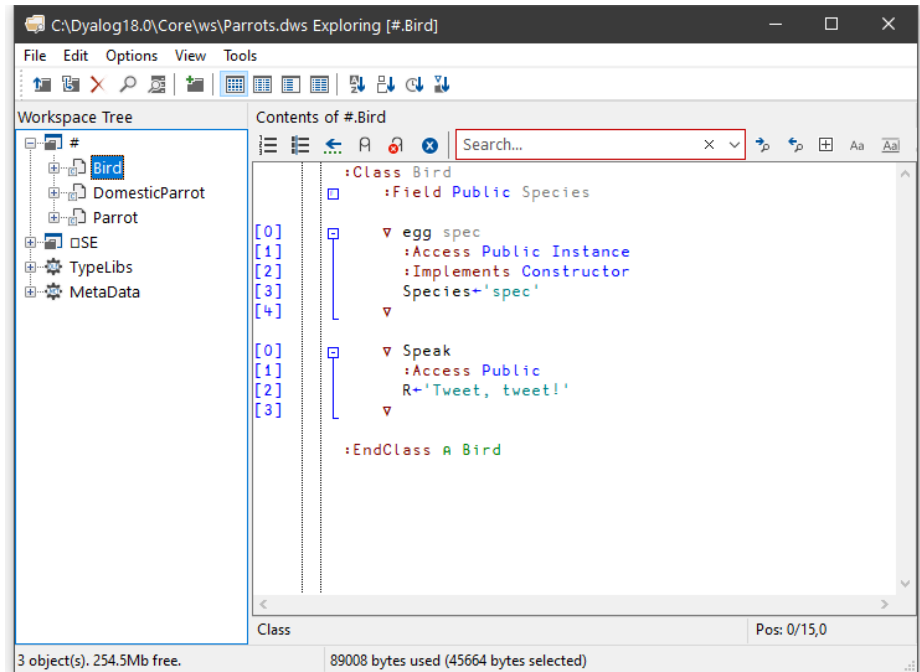 C:\Dyalog18.0\Core\ws\Parrots.dws Exploring [#.Bird]
File Edit Options View Tools
Workspace Tree
#
Bird
DomesticParrot
Parrot
⎕SE
TypeLibs
MetaData
Contents of #.Bird
Search...
Aa Aa
:Class Bird
:Field Public Species
[0] ∇ egg spec
[1] :Access Public Instance
[2] :Implements Constructor
[3] Species←'spec'
[4] ∇
[0] ∇ Speak
[1] :Access Public
[2] R←'Tweet, tweet!'
[3] ∇
:EndClass ⍝ Bird
Class
Pos: 0/15,0
3 object(s). 254.5Mb free.
89008 bytes used (45664 bytes selected)